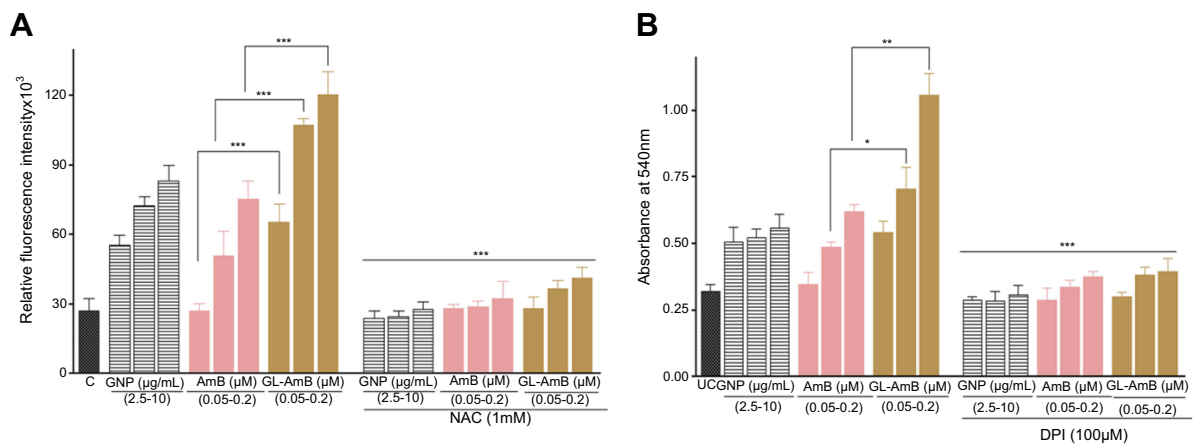 A
Relative fluorescence intensityx10³
120
90
60
30
0
***
***
***
***
C
GNP (µg/mL)
AmB (µM)
GL-AmB (µM)
GNP (µg/mL)
AmB (µM)
GL-AmB (µM)
(2.5-10)
(0.05-0.2)
(0.05-0.2)
(2.5-10)
(0.05-0.2)
(0.05-0.2)
NAC (1mM)
B
Absorbance at 540nm
1.00
0.75
0.50
0.25
0.00
**
*
***
UC
GNP (µg/mL)
AmB (µM)
GL-AmB (µM)
GNP (µg/mL)
AmB (µM)
GL-AmB (µM)
(2.5-10)
(0.05-0.2)
(0.05-0.2)
(2.5-10)
(0.05-0.2)
(0.05-0.2)
DPI (100µM)